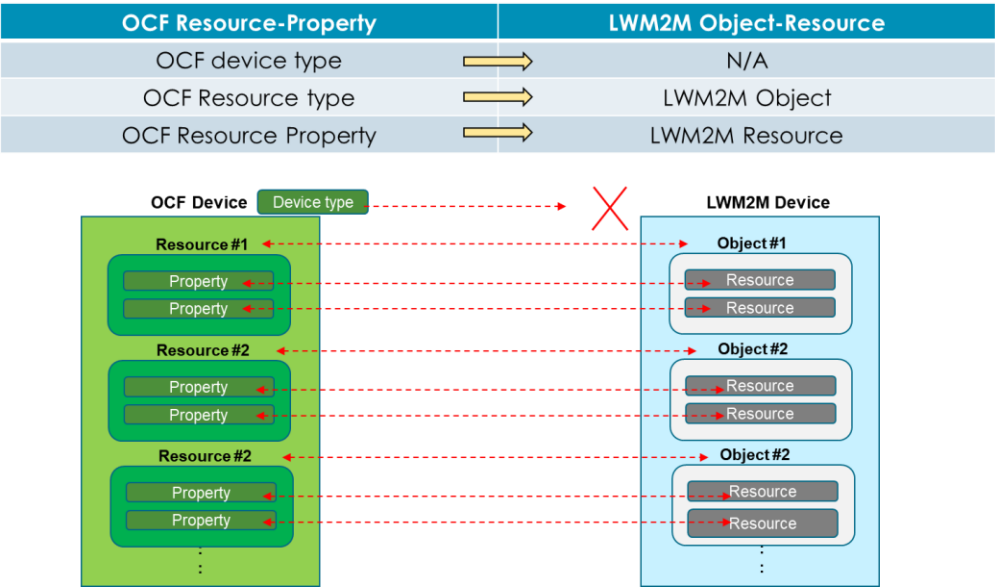 OCF Resource-Property LWM2M Object-Resource
OCF device type N/A
OCF Resource type LWM2M Object
OCF Resource Property LWM2M Resource
OCF Device Device type LWM2M Device
Resource #1 Object #1
Property Resource
Property Resource
Resource #2 Object #2
Property Resource
Property Resource
Resource #2 Object #2
Property Resource
Property Resource